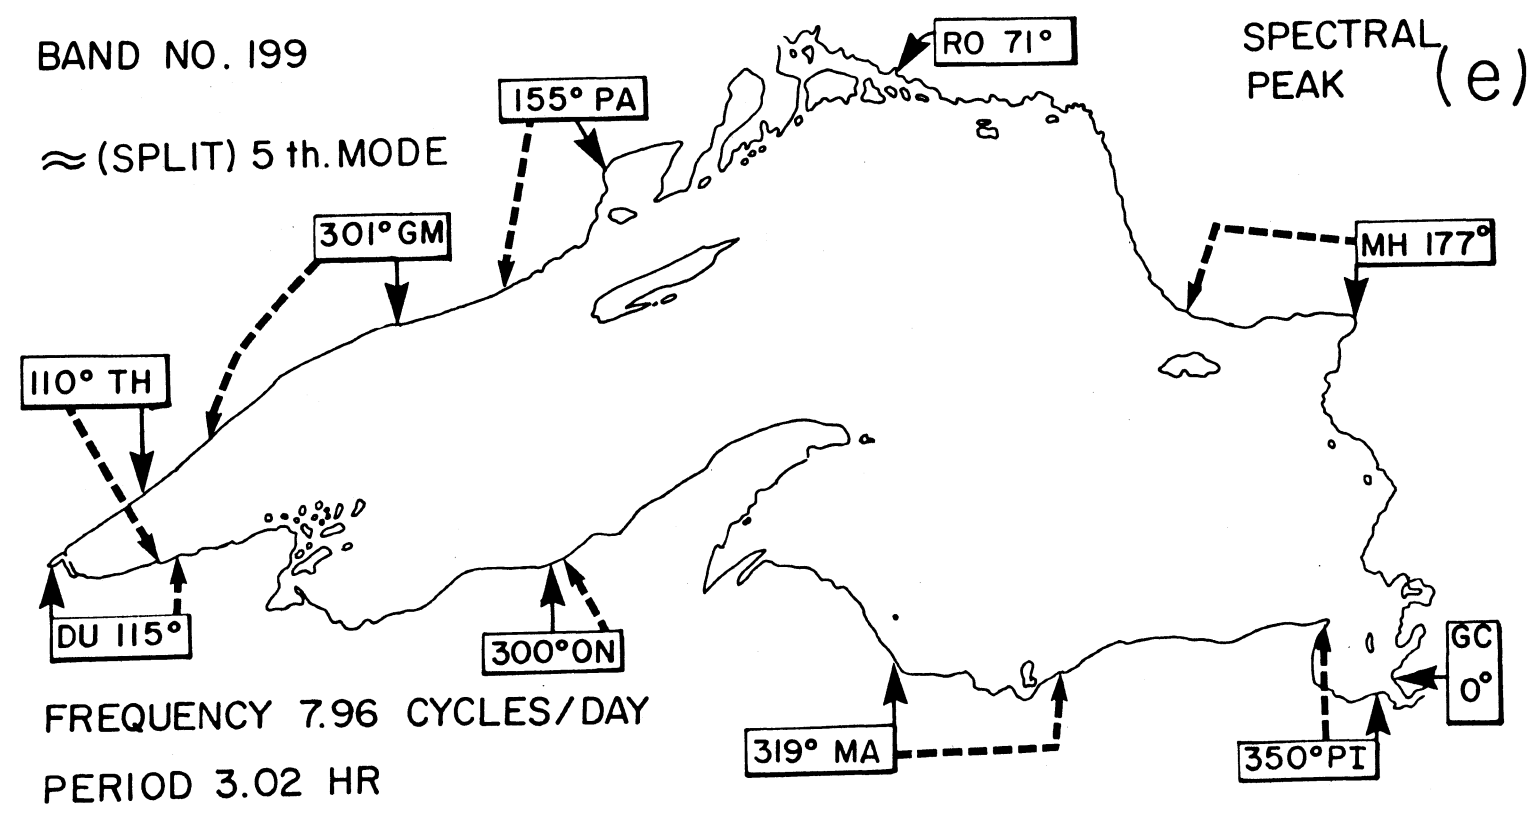 BAND NO. 199
RO 71°
SPECTRAL
PEAK
(e)
155° PA
≈ (SPLIT) 5 th. MODE
301° GM
MH 177°
110° TH
DU 115°
300° ON
GC
0°
FREQUENCY 7.96 CYCLES/DAY
319° MA
350° PI
PERIOD 3.02 HR